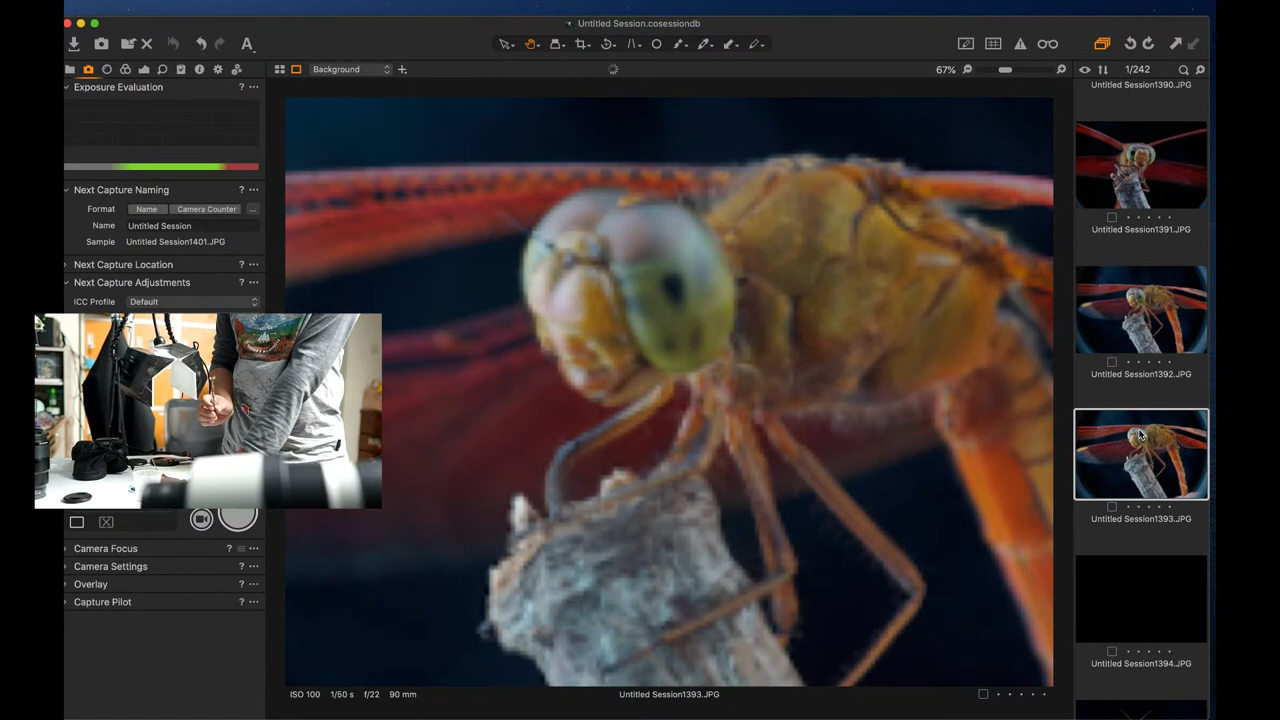 Untitled Session.cosessiondb
A
Background
67%
1/242
Exposure Evaluation
? ...
Next Capture Naming
? ...
Format Name Camera Counter ...
Name Untitled Session
Sample Untitled Session1401.JPG
Next Capture Location
? ...
Next Capture Adjustments
? ...
ICC Profile Default
Camera Focus
? ...
Camera Settings
? ...
Overlay
? ...
Capture Pilot
? ...
ISO 100 1/50 s f/22 90 mm
Untitled Session1393.JPG
Untitled Session1390.JPG
Untitled Session1391.JPG
Untitled Session1392.JPG
Untitled Session1393.JPG
Untitled Session1394.JPG